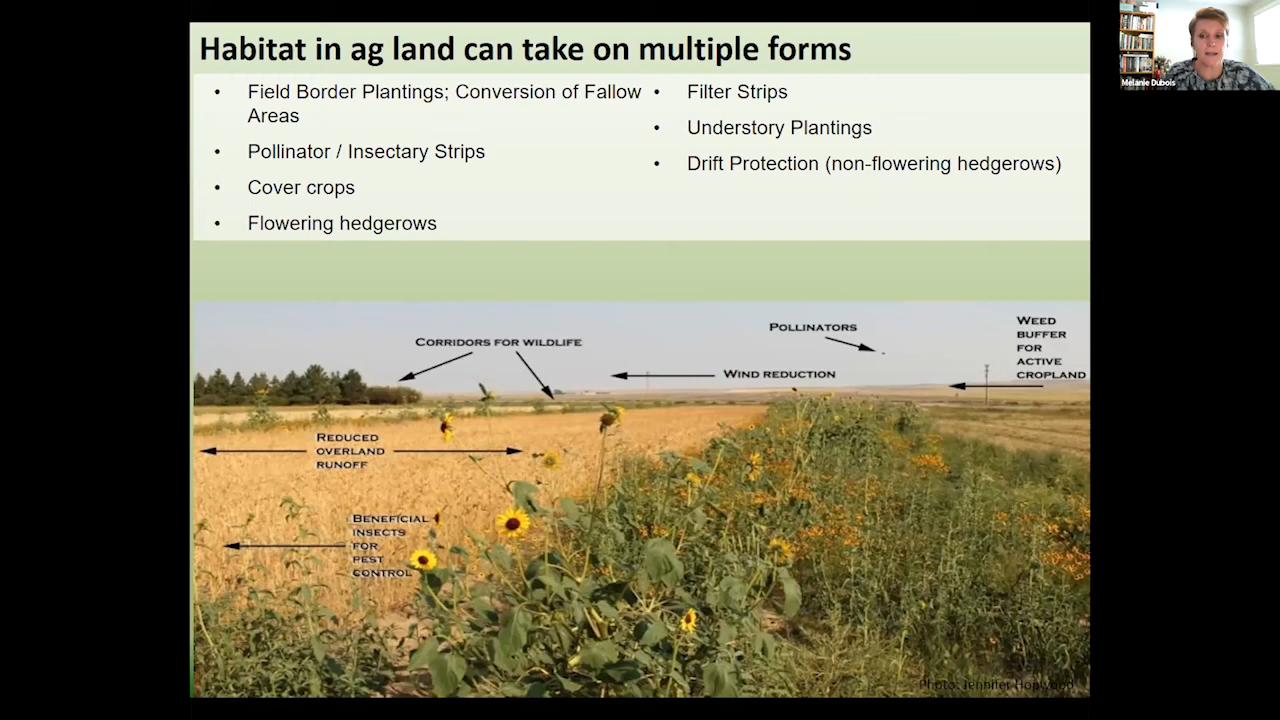 Habitat in ag land can take on multiple forms
• Field Border Plantings; Conversion of Fallow
Areas
• Pollinator / Insectary Strips
• Cover crops
• Flowering hedgerows
• Filter Strips
• Understory Plantings
• Drift Protection (non-flowering hedgerows)
CORRIDORS FOR WILDLIFE
POLLINATORS
WIND REDUCTION
WEED
BUFFER
FOR
ACTIVE
CROPLAND
REDUCED
OVERLAND
RUNOFF
BENEFICIAL
INSECTS
FOR
PEST
CONTROL
Photo: Jennifer Hopwood
Melanie Dubois